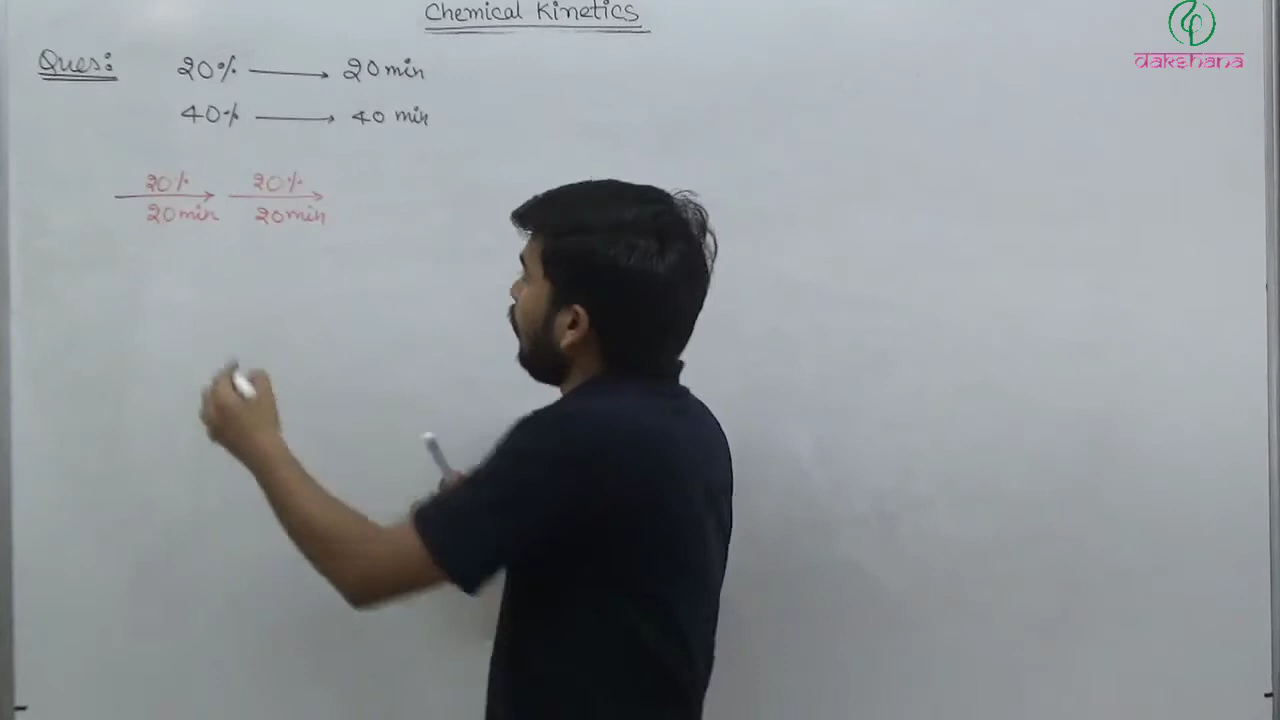 Chemical Kinetics
dakshana
Ques: 20% → 20 min
40% → 40 min
20% 20%
20 min 20 min